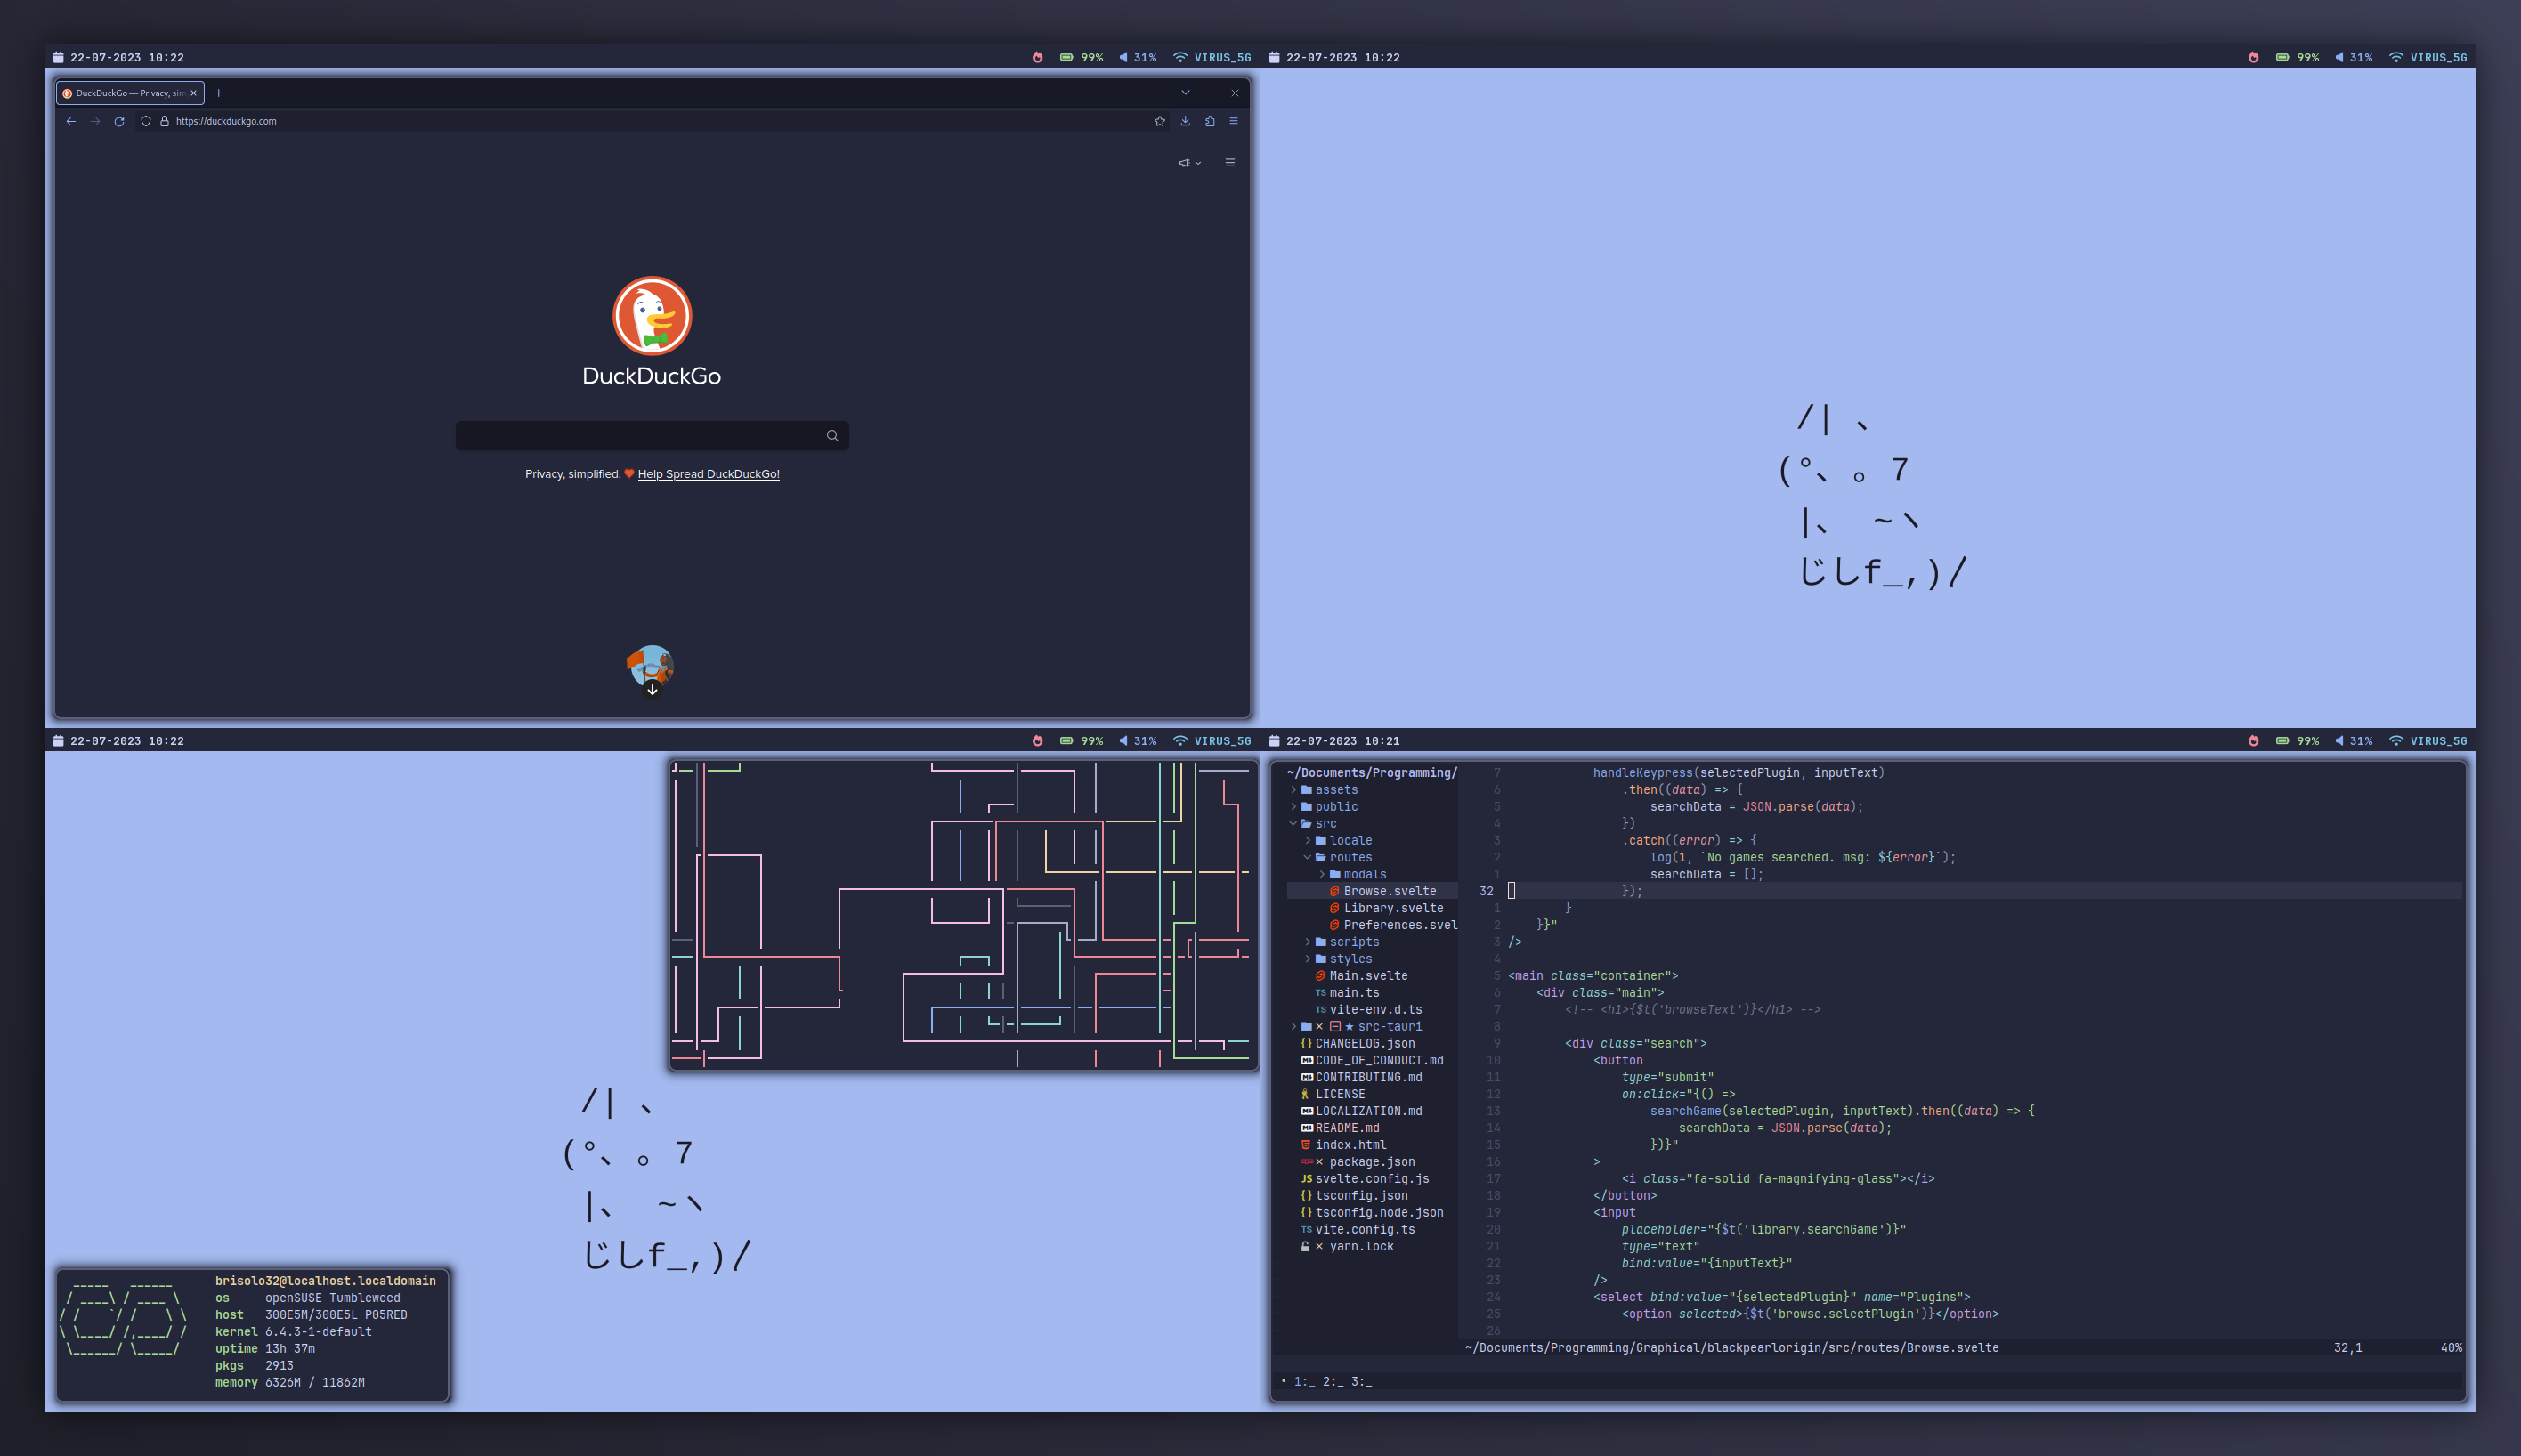 22-07-2023 10:22
99% 31% VIRUS_5G
DuckDuckGo — Privacy, sim
https://duckduckgo.com
DuckDuckGo
Privacy, simplified. Help Spread DuckDuckGo!
22-07-2023 10:22
99% 31% VIRUS_5G
/| 、
(°、 。7
|、 ~ヽ
じしf_,)/
22-07-2023 10:22
99% 31% VIRUS_5G
/| 、
(°、 。7
|、 ~ヽ
じしf_,)/
brisolo32@localhost.localdomain
os openSUSE Tumbleweed
host 300E5M/300E5L P05RED
kernel 6.4.3-1-default
uptime 13h 37m
pkgs 2913
memory 6326M / 11862M
22-07-2023 10:21
99% 31% VIRUS_5G
~/Documents/Programming/
assets
public
src
locale
routes
modals
Browse.svelte
Library.svelte
Preferences.svel
scripts
styles
Main.svelte
TS main.ts
TS vite-env.d.ts
src-tauri
{} CHANGELOG.json
CODE_OF_CONDUCT.md
CONTRIBUTING.md
LICENSE
LOCALIZATION.md
README.md
index.html
package.json
JS svelte.config.js
{} tsconfig.json
{} tsconfig.node.json
TS vite.config.ts
yarn.lock
7 handleKeypress(selectedPlugin, inputText)
6 .then((data) => {
5 searchData = JSON.parse(data);
4 })
3 .catch((error) => {
2 log(1, `No games searched. msg: ${error}`);
1 searchData = [];
32 });
1 }
2 }}"
3 />
4
5 <main class="container">
6 <div class="main">
7 <!-- <h1>{$t('browseText')}</h1> -->
8
9 <div class="search">
10 <button
11 type="submit"
12 on:click="{() =>
13 searchGame(selectedPlugin, inputText).then((data) => {
14 searchData = JSON.parse(data);
15 })}"
16 >
17 <i class="fa-solid fa-magnifying-glass"></i>
18 </button>
19 <input
20 placeholder="{$t('library.searchGame')}"
21 type="text"
22 bind:value="{inputText}"
23 />
24 <select bind:value="{selectedPlugin}" name="Plugins">
25 <option selected>{$t('browse.selectPlugin')}</option>
26
~/Documents/Programming/Graphical/blackpearlorigin/src/routes/Browse.svelte 32,1 40%
• 1:_ 2:_ 3:_